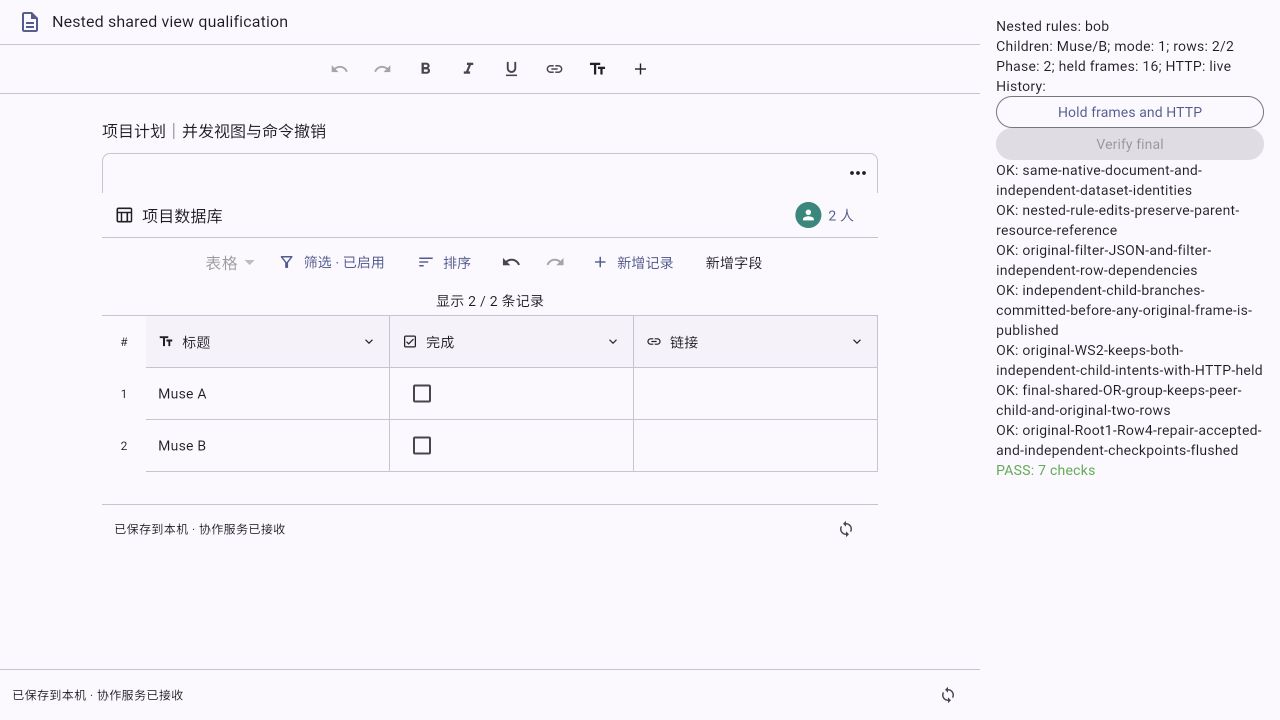 Nested shared view qualification
项目计划｜并发视图与命令撤销
项目数据库
2 人
表格
筛选 · 已启用
排序
新增记录
新增字段
显示 2 / 2 条记录
# 标题 完成 链接
1 Muse A
2 Muse B
已保存到本机 · 协作服务已接收
已保存到本机 · 协作服务已接收
Nested rules: bob
Children: Muse/B; mode: 1; rows: 2/2
Phase: 2; held frames: 16; HTTP: live
History:
Hold frames and HTTP
Verify final
OK: same-native-document-and-
independent-dataset-identities
OK: nested-rule-edits-preserve-parent-
resource-reference
OK: original-filter-JSON-and-filter-
independent-row-dependencies
OK: independent-child-branches-
committed-before-any-original-frame-is-
published
OK: original-WS2-keeps-both-
independent-child-intents-with-HTTP-held
OK: final-shared-OR-group-keeps-peer-
child-and-original-two-rows
OK: original-Root1-Row4-repair-accepted-
and-independent-checkpoints-flushed
PASS: 7 checks